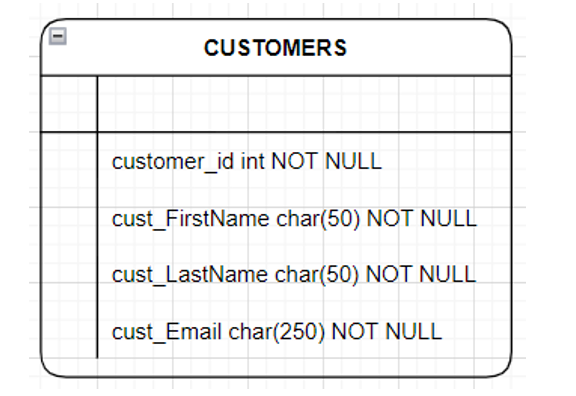 CUSTOMERS
customer_id int NOT NULL
cust_FirstName char(50) NOT NULL
cust_LastName char(50) NOT NULL
cust_Email char(250) NOT NULL